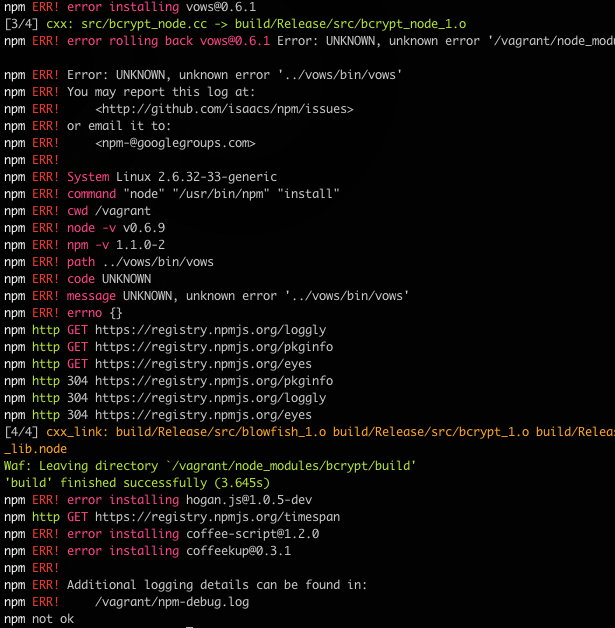 npm ERR! error installing vows@0.6.1
[3/4] cxx: src/bcrypt_node.cc -> build/Release/src/bcrypt_node_1.o
npm ERR! error rolling back vows@0.6.1 Error: UNKNOWN, unknown error '/vagrant/node_modu
npm ERR! Error: UNKNOWN, unknown error '../vows/bin/vows'
npm ERR! You may report this log at:
npm ERR!     <http://github.com/isaacs/npm/issues>
npm ERR! or email it to:
npm ERR!     <npm-@googlegroups.com>
npm ERR!
npm ERR! System Linux 2.6.32-33-generic
npm ERR! command "node" "/usr/bin/npm" "install"
npm ERR! cwd /vagrant
npm ERR! node -v v0.6.9
npm ERR! npm -v 1.1.0-2
npm ERR! path ../vows/bin/vows
npm ERR! code UNKNOWN
npm ERR! message UNKNOWN, unknown error '../vows/bin/vows'
npm ERR! errno {}
npm http GET https://registry.npmjs.org/loggly
npm http GET https://registry.npmjs.org/pkginfo
npm http GET https://registry.npmjs.org/eyes
npm http 304 https://registry.npmjs.org/pkginfo
npm http 304 https://registry.npmjs.org/loggly
npm http 304 https://registry.npmjs.org/eyes
[4/4] cxx_link: build/Release/src/blowfish_1.o build/Release/src/bcrypt_1.o build/Relea
_lib.node
Waf: Leaving directory `/vagrant/node_modules/bcrypt/build'
'build' finished successfully (3.645s)
npm ERR! error installing hogan.js@1.0.5-dev
npm http GET https://registry.npmjs.org/timespan
npm ERR! error installing coffee-script@1.2.0
npm ERR! error installing coffeekup@0.3.1
npm ERR!
npm ERR! Additional logging details can be found in:
npm ERR!     /vagrant/npm-debug.log
npm not ok